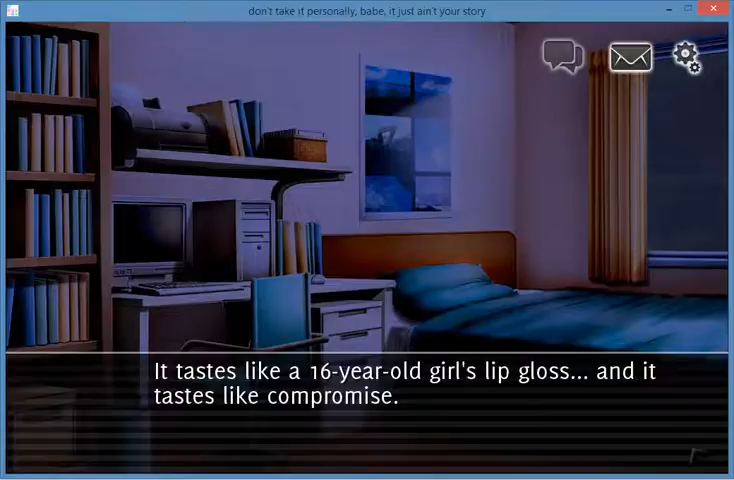 don't take it personally, babe, it just ain't your story
It tastes like a 16-year-old girl's lip gloss... and it
tastes like compromise.